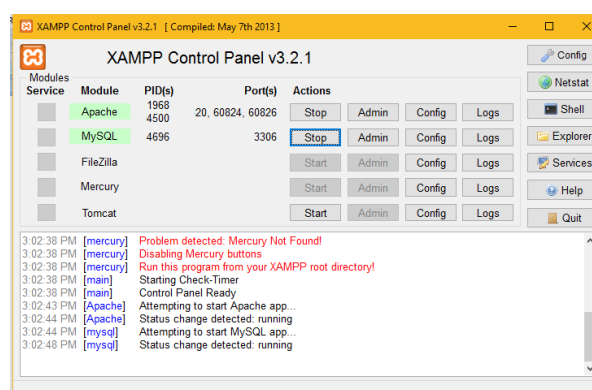 XAMPP Control Panel v3.2.1 [ Compiled: May 7th 2013 ]
XAMPP Control Panel v3.2.1
Config
Modules
Service Module PID(s) Port(s) Actions
Netstat
Apache 1968 4500 20, 60824, 60826 Stop Admin Config Logs
Shell
MySQL 4696 3306 Stop Admin Config Logs
Explorer
FileZilla Start Admin Config Logs
Services
Mercury Start Admin Config Logs
Help
Tomcat Start Admin Config Logs
Quit
3:02:38 PM [mercury] Problem detected: Mercury Not Found!
3:02:38 PM [mercury] Disabling Mercury buttons
3:02:38 PM [mercury] Run this program from your XAMPP root directory!
3:02:38 PM [main] Starting Check-Timer
3:02:38 PM [main] Control Panel Ready
3:02:43 PM [Apache] Attempting to start Apache app...
3:02:44 PM [Apache] Status change detected: running
3:02:44 PM [mysql] Attempting to start MySQL app...
3:02:48 PM [mysql] Status change detected: running